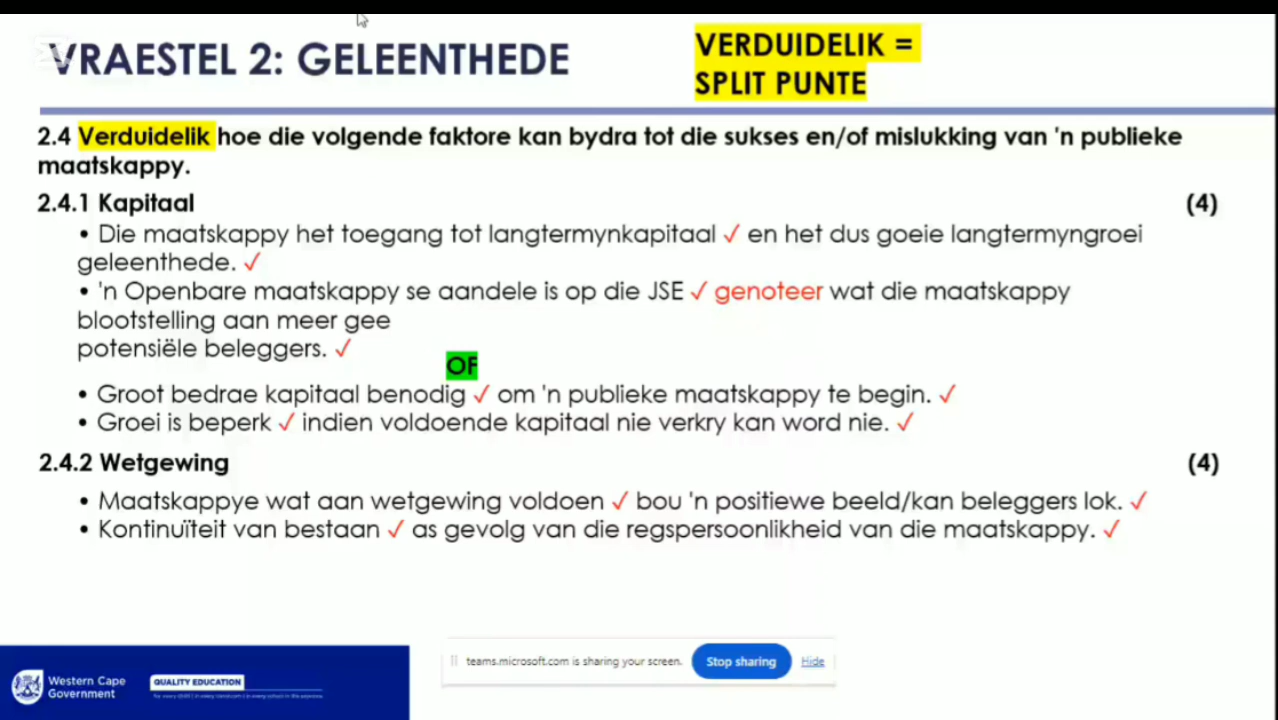 VRAESTEL 2: GELEENTHEDE
VERDUIDELIK =
SPLIT PUNTE
2.4 Verduidelik hoe die volgende faktore kan bydra tot die sukses en/of mislukking van 'n publieke
maatskappy.
2.4.1 Kapitaal (4)
• Die maatskappy het toegang tot langtermynkapitaal ✓ en het dus goeie langtermyngroei
geleenthede. ✓
• 'n Openbare maatskappy se aandele is op die JSE ✓ genoteer wat die maatskappy
blootstelling aan meer gee
potensiële beleggers. ✓
OF
• Groot bedrae kapitaal benodig ✓ om 'n publieke maatskappy te begin. ✓
• Groei is beperk ✓ indien voldoende kapitaal nie verkry kan word nie. ✓
2.4.2 Wetgewing (4)
• Maatskappye wat aan wetgewing voldoen ✓ bou 'n positiewe beeld/kan beleggers lok. ✓
• Kontinuïteit van bestaan ✓ as gevolg van die regspersoonlikheid van die maatskappy. ✓
Western Cape
Government
QUALITY EDUCATION
teams.microsoft.com is sharing your screen.
Stop sharing
Hide